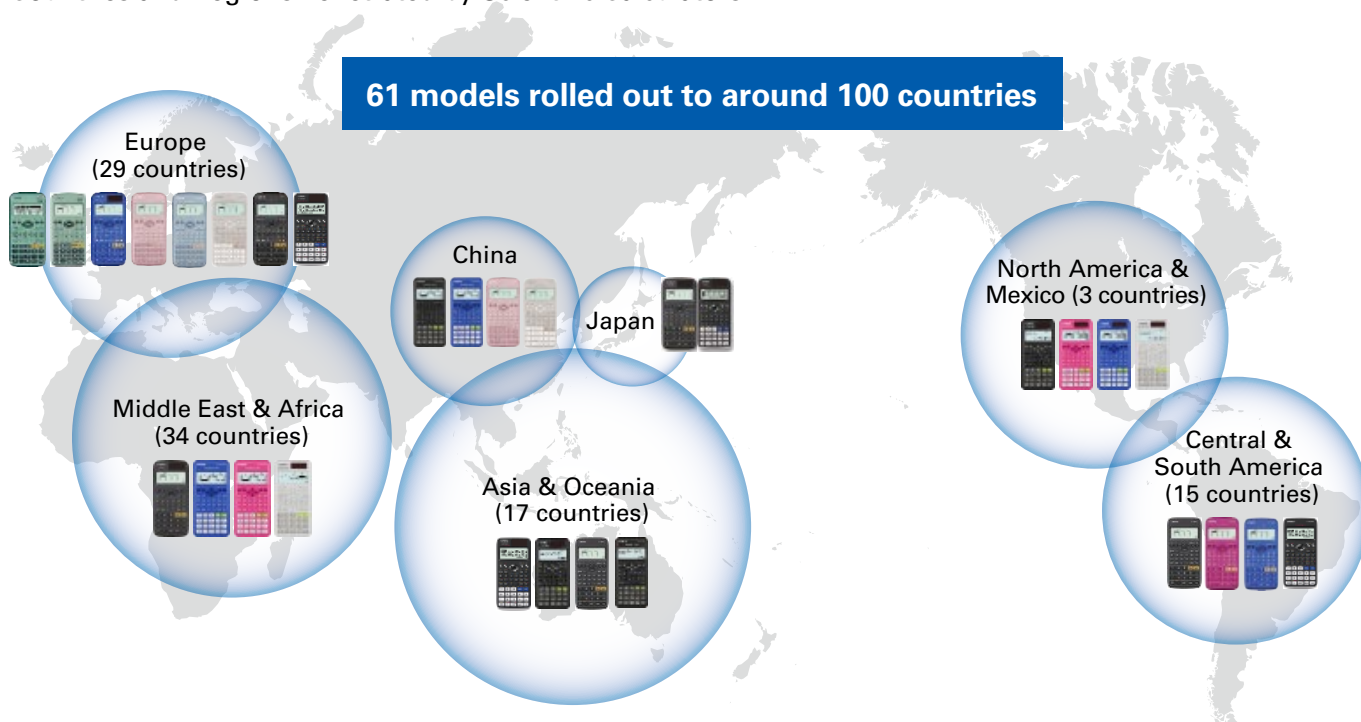 61 models rolled out to around 100 countries
Europe
(29 countries)
China
Japan
North America &
Mexico (3 countries)
Middle East & Africa
(34 countries)
Asia & Oceania
(17 countries)
Central &
South America
(15 countries)